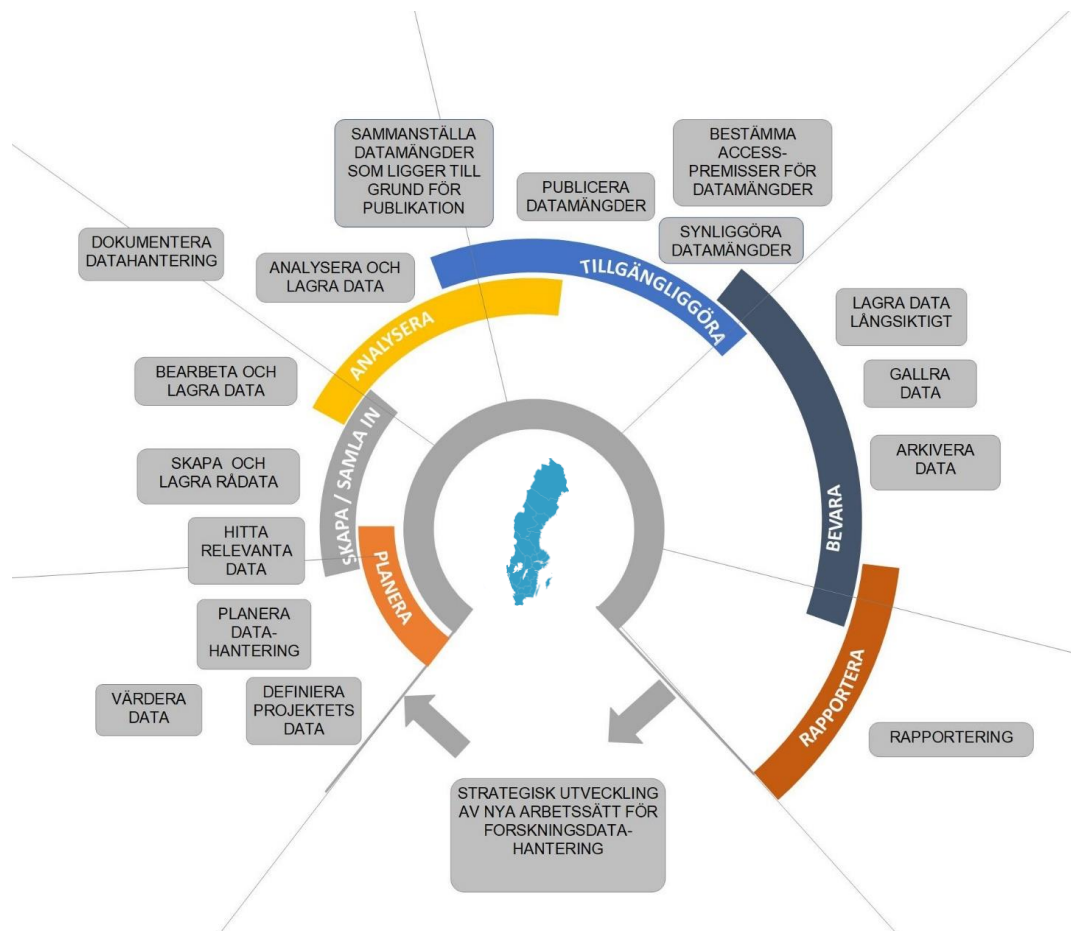 SAMMANSTÄLLA
DATAMÄNGDER
SOM LIGGER TILL
GRUND FÖR
PUBLIKATION
BESTÄMMA
ACCESS-
PREMISSER FÖR
DATAMÄNGDER
PUBLICERA
DATAMÄNGDER
SYNLIGGÖRA
DATAMÄNGDER
DOKUMENTERA
DATAHANTERING
ANALYSERA OCH
LAGRA DATA
TILLGÄNGLIGGÖRA
ANALYSERA
LAGRA DATA
LÅNGSIKTIGT
BEARBETA OCH
LAGRA DATA
GALLRA
DATA
SKAPA / SAMLA IN
SKAPA OCH
LAGRA RÅDATA
ARKIVERA
DATA
BEVARA
HITTA
RELEVANTA
DATA
PLANERA
PLANERA
DATA-
HANTERING
VÄRDERA
DATA
DEFINIERA
PROJEKTETS
DATA
RAPPORTERA
RAPPORTERING
STRATEGISK UTVECKLING
AV NYA ARBETSSÄTT FÖR
FORSKNINGSDATA-
HANTERING